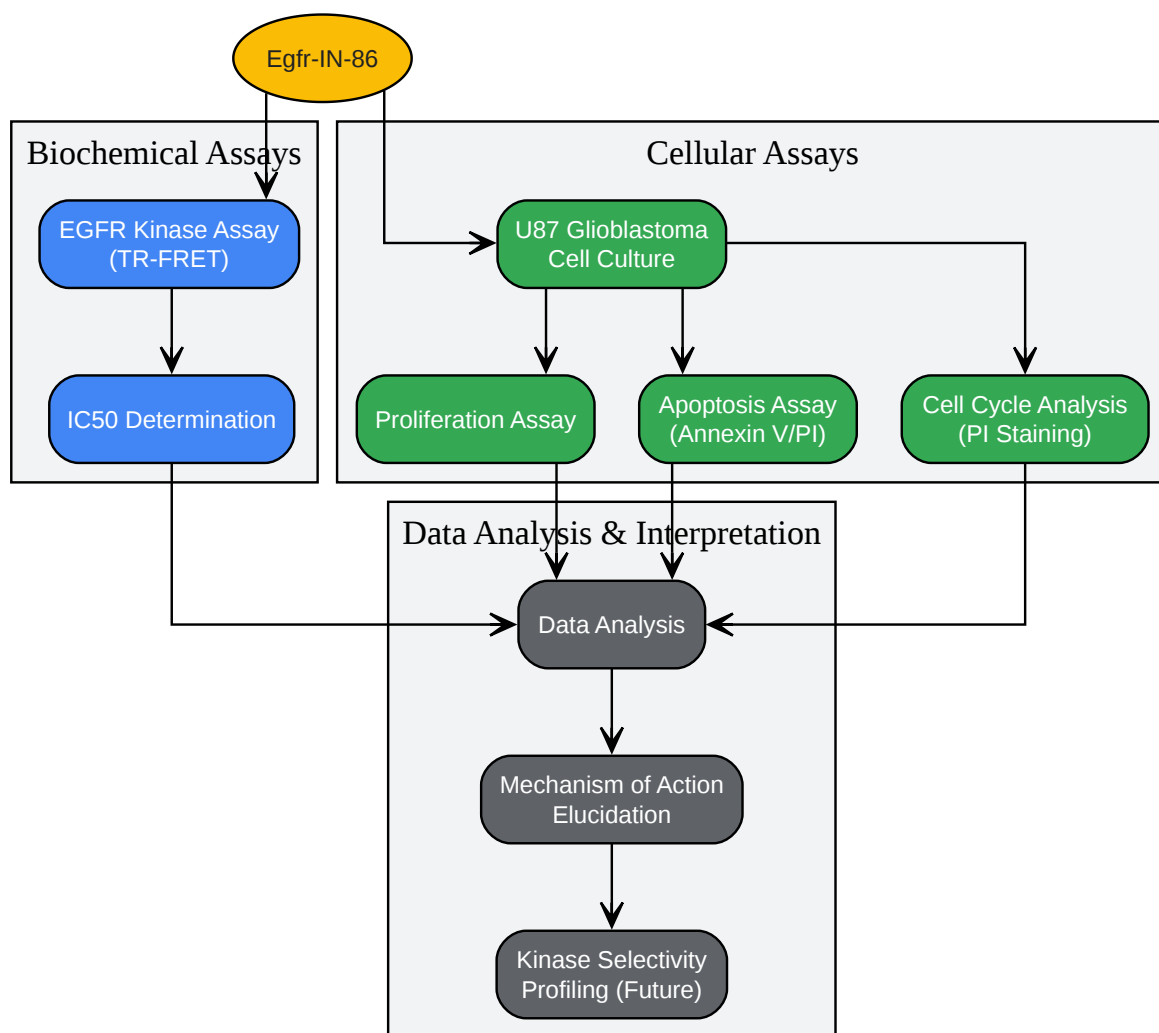 Egfr-IN-86
Biochemical Assays
EGFR Kinase Assay
(TR-FRET)
IC50 Determination
Cellular Assays
U87 Glioblastoma
Cell Culture
Proliferation Assay
Apoptosis Assay
(Annexin V/PI)
Cell Cycle Analysis
(PI Staining)
Data Analysis & Interpretation
Data Analysis
Mechanism of Action
Elucidation
Kinase Selectivity
Profiling (Future)